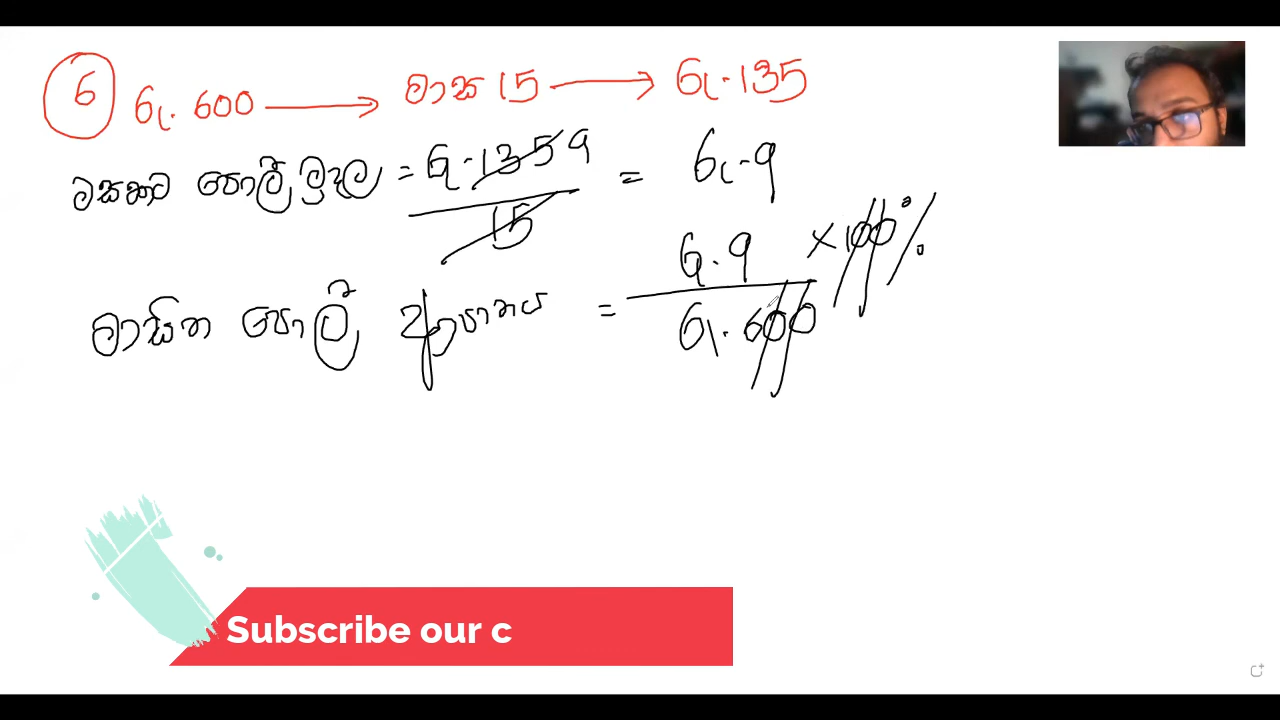 6 රු. 600 → මාස 15 → රු. 135
මසකට පොලී මුදල = රු. 135 9 / 15 = රු. 9
මාසික පොලී අනුපාතය = රු. 9 / රු. 600 × 100%
Subscribe our c